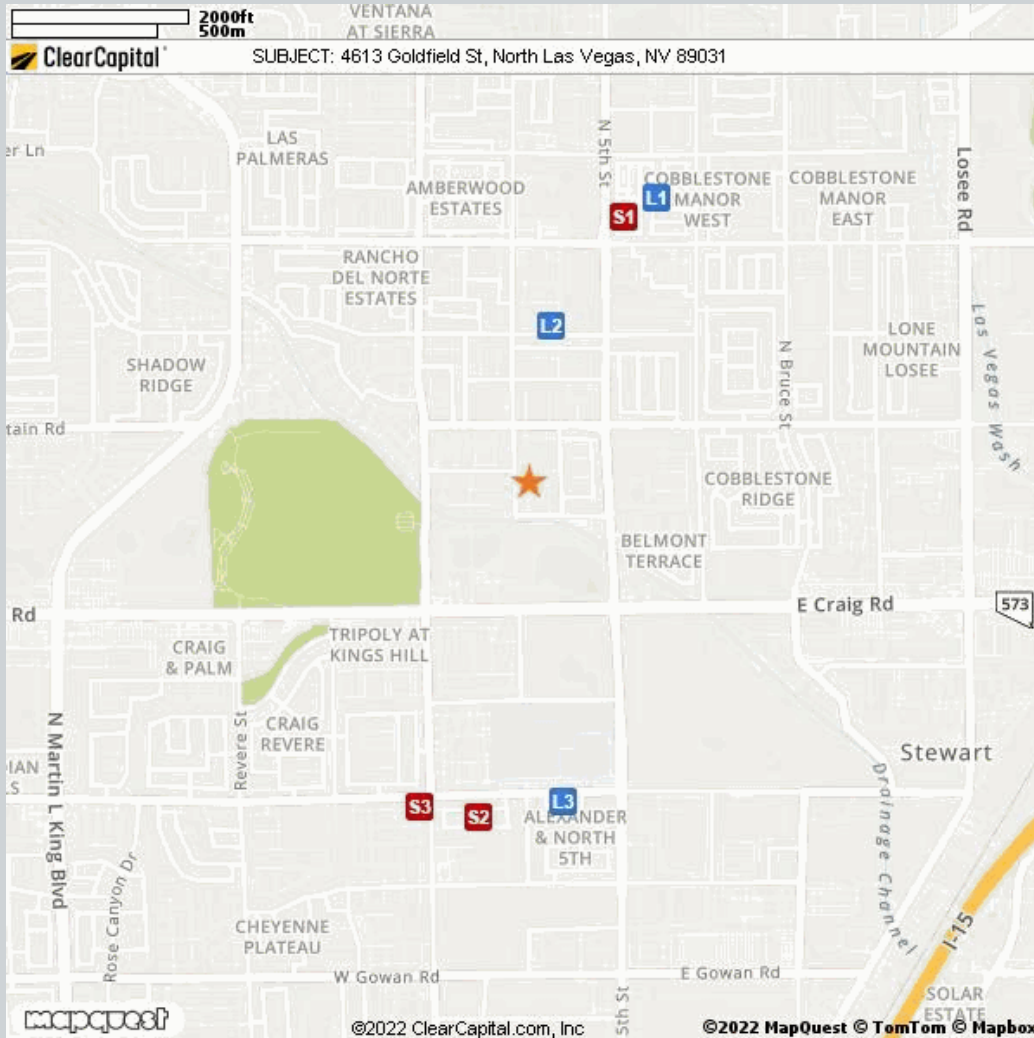 2000ft
500m
VENTANA
AT SIERRA
ClearCapital
SUBJECT: 4613 Goldfield St, North Las Vegas, NV 89031
er Ln
LAS
PALMERAS
N 5th St
Losee Rd
AMBERWOOD
ESTATES
L1
COBBLESTONE
MANOR
WEST
COBBLESTONE
MANOR
EAST
S1
RANCHO
DEL NORTE
ESTATES
L2
SHADOW
RIDGE
N Bruce St
LONE
MOUNTAIN
LOSEE
Las Vegas Wash
tain Rd
COBBLESTONE
RIDGE
BELMONT
TERRACE
Rd
E Craig Rd
573
CRAIG
& PALM
TRIPOLY AT
KINGS HILL
N Martin L King Blvd
Revere St
CRAIG
REVERE
Stewart
DIAN
S
S3
S2
L3
ALEXANDER
& NORTH
5TH
Drainage Channel
Rose Canyon Dr
CHEYENNE
PLATEAU
I-15
W Gowan Rd
E Gowan Rd
5th St
SOLAR
ESTATE
mapquest
©2022 ClearCapital.com, Inc
©2022 MapQuest © TomTom © Mapbox